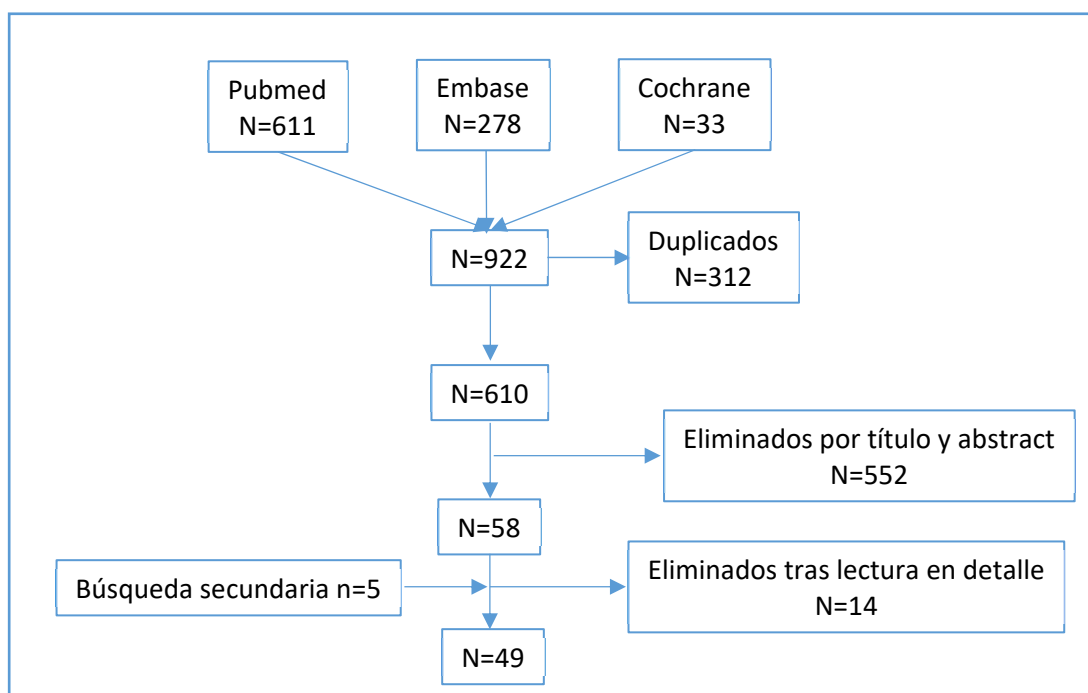 Pubmed
N=611
Embase
N=278
Cochrane
N=33
N=922
Duplicados
N=312
N=610
Eliminados por título y abstract
N=552
N=58
Búsqueda secundaria n=5
Eliminados tras lectura en detalle
N=14
N=49